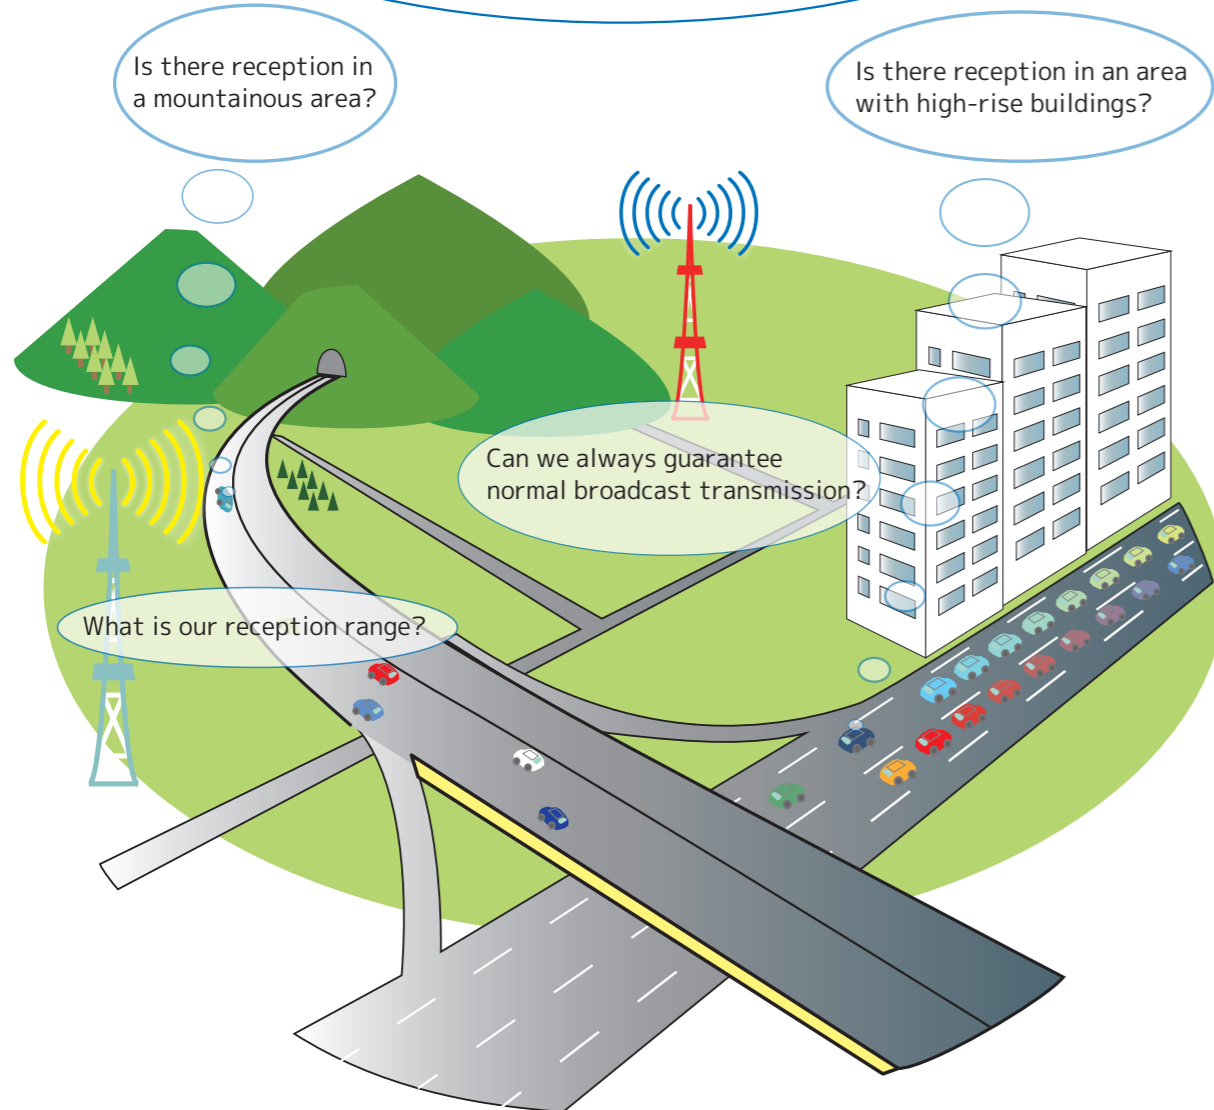 Is there reception in
a mountainous area?
Is there reception in an area
with high-rise buildings?
Can we always guarantee
normal broadcast transmission?
What is our reception range?